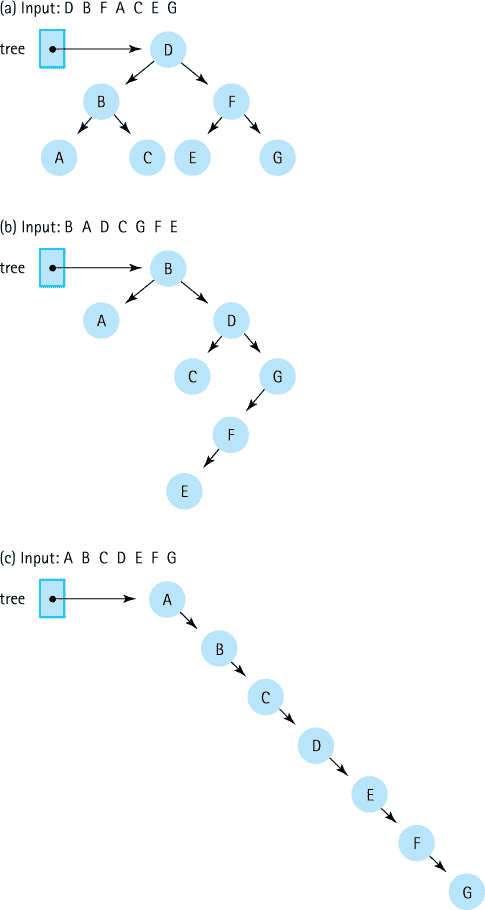 (a) Input: D B F A C E G
tree
D
B F
A C E G
(b) Input: B A D C G F E
tree
B
A D
C G
F
E
(c) Input: A B C D E F G
tree
A
B
C
D
E
F
G